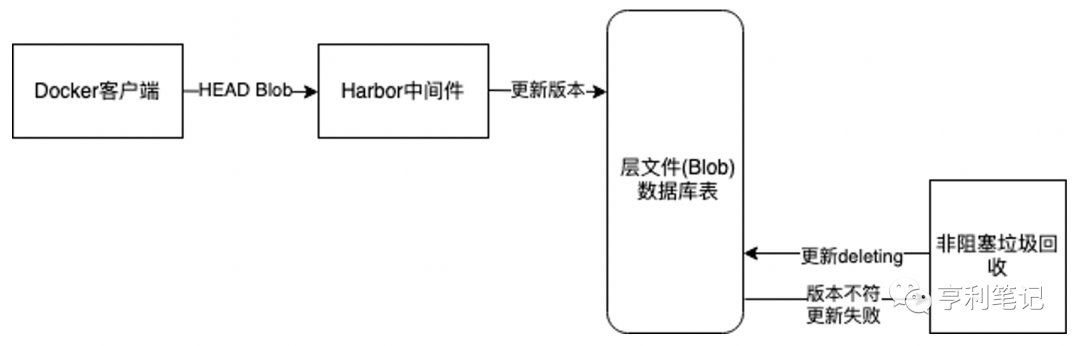 Docker客户端
HEAD Blob
Harbor中间件
更新版本
层文件(Blob)
数据库表
更新deleting
版本不符
更新失败
非阻塞垃圾回
收
亨利笔记